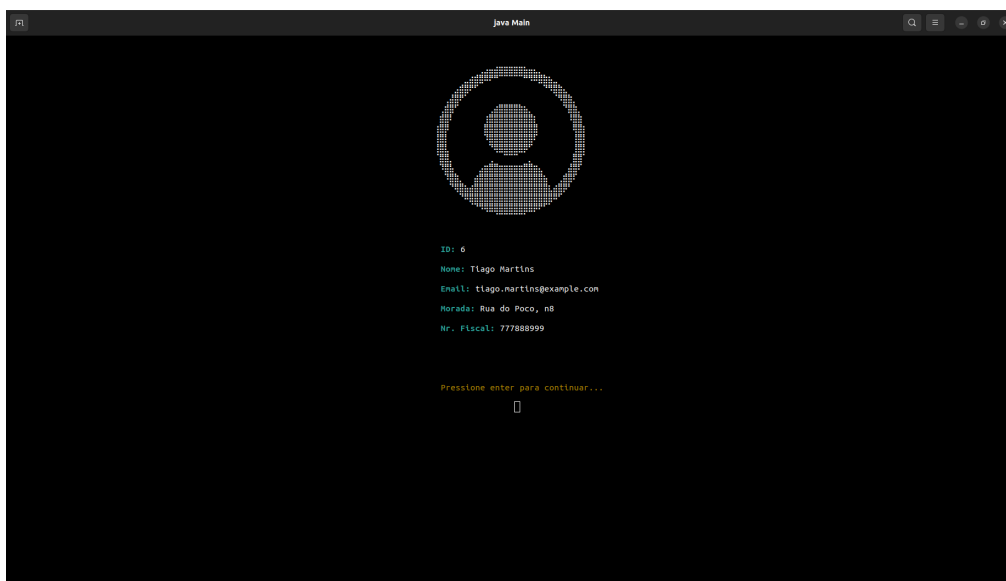 Java Main
ID: 6
Nome: Tiago Martins
Email: tiago.martins@example.com
Morada: Rua do Poco, n8
Nr. Fiscal: 777888999
Pressione enter para continuar...